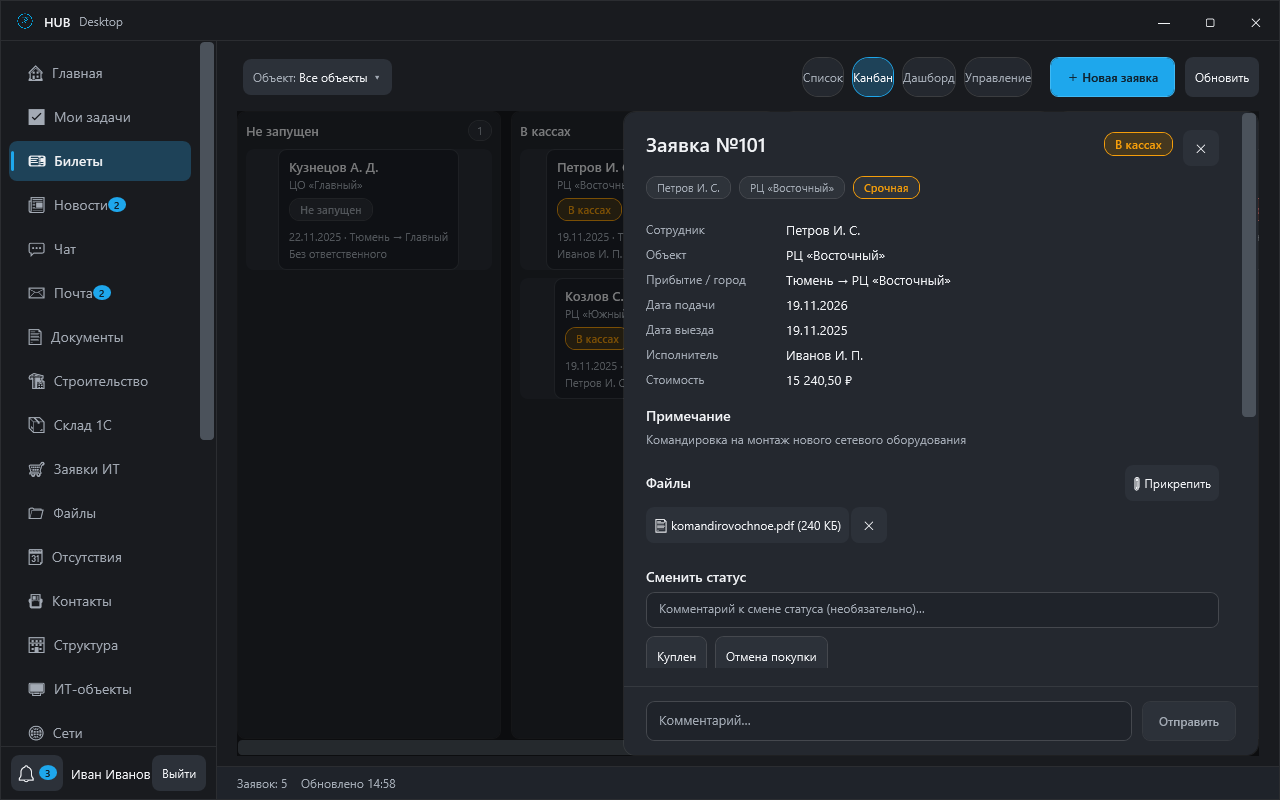 HUB Desktop
Главная
Мои задачи
Билеты
Новости 2
Чат
Почта 2
Документы
Строительство
Склад 1С
Заявки ИТ
Файлы
31 Отсутствия
Контакты
Структура
ИТ-объекты
Сети
3 Иван Иванов Выйти
Объект: Все объекты
Список Канбан Дашборд Управление + Новая заявка Обновить
Не запущен 1
Кузнецов А. Д.
ЦО «Главный»
Не запущен
22.11.2025 · Тюмень → Главный
Без ответственного
В кассах
Петров И.
РЦ «Восточн
В кассах
19.11.2025 · Т
Иванов И. П.
Козлов С.
РЦ «Южный
В кассах
19.11.2025 ·
Петров И. С
Заявка №101 В кассах
Петров И. С. РЦ «Восточный» Срочная
Сотрудник Петров И. С.
Объект РЦ «Восточный»
Прибытие / город Тюмень → РЦ «Восточный»
Дата подачи 19.11.2026
Дата выезда 19.11.2025
Исполнитель Иванов И. П.
Стоимость 15 240,50 ₽
Примечание
Командировка на монтаж нового сетевого оборудования
Файлы Прикрепить
komandirovochnoe.pdf (240 КБ)
Сменить статус
Комментарий к смене статуса (необязательно)...
Куплен Отмена покупки
Комментарий... Отправить
Заявок: 5 Обновлено 14:58